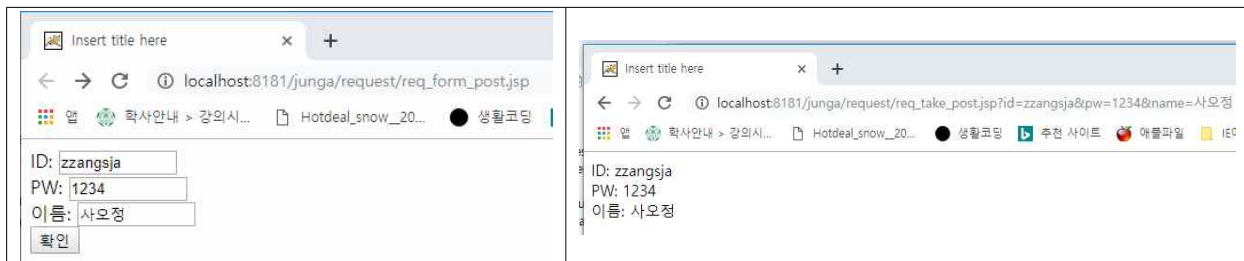 Insert title here
localhost:8181/junga/request/req_form_post.jsp
앱 학사안내 > 강의시... Hotdeal_snow__20... 생활코딩
ID: zzangsja
PW: 1234
이름: 사오정
확인
Insert title here
localhost:8181/junga/request/req_take_post.jsp?id=zzangsja&pw=1234&name=사오정
앱 학사안내 > 강의시... Hotdeal_snow__20... 생활코딩 추천 사이트 애플파일
ID: zzangsja
PW: 1234
이름: 사오정